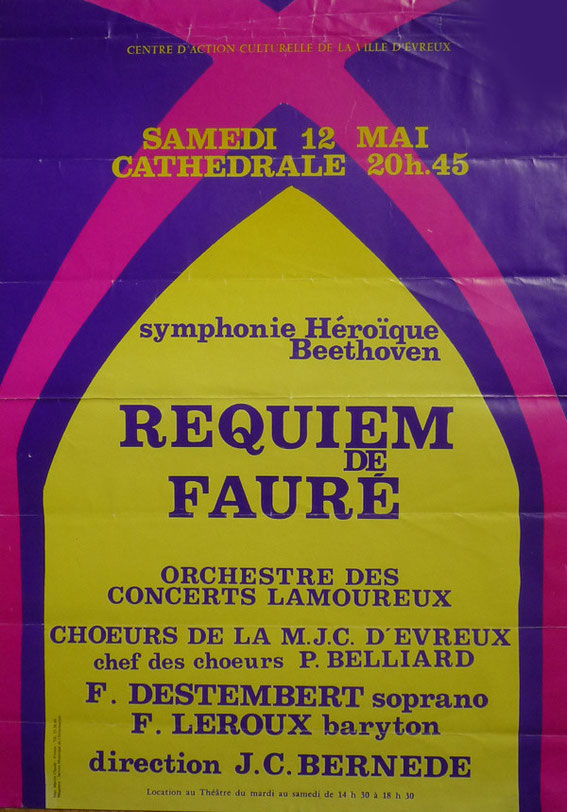 CENTRE D'ACTION CULTURELLE DE LA VILLE D'ÉVREUX
SAMEDI 12 MAI
CATHEDRALE 20h.45
symphonie Héroïque
Beethoven
REQUIEM
DE
FAURÉ
ORCHESTRE DES
CONCERTS LAMOUREUX
CHOEURS DE LA M.J.C. D'EVREUX
chef des choeurs P. BELLIARD
F. DESTEMBERT soprano
F. LEROUX baryton
direction J.C. BERNEDE
Location au Théâtre du mardi au samedi de 14 h 30 à 18 h 30